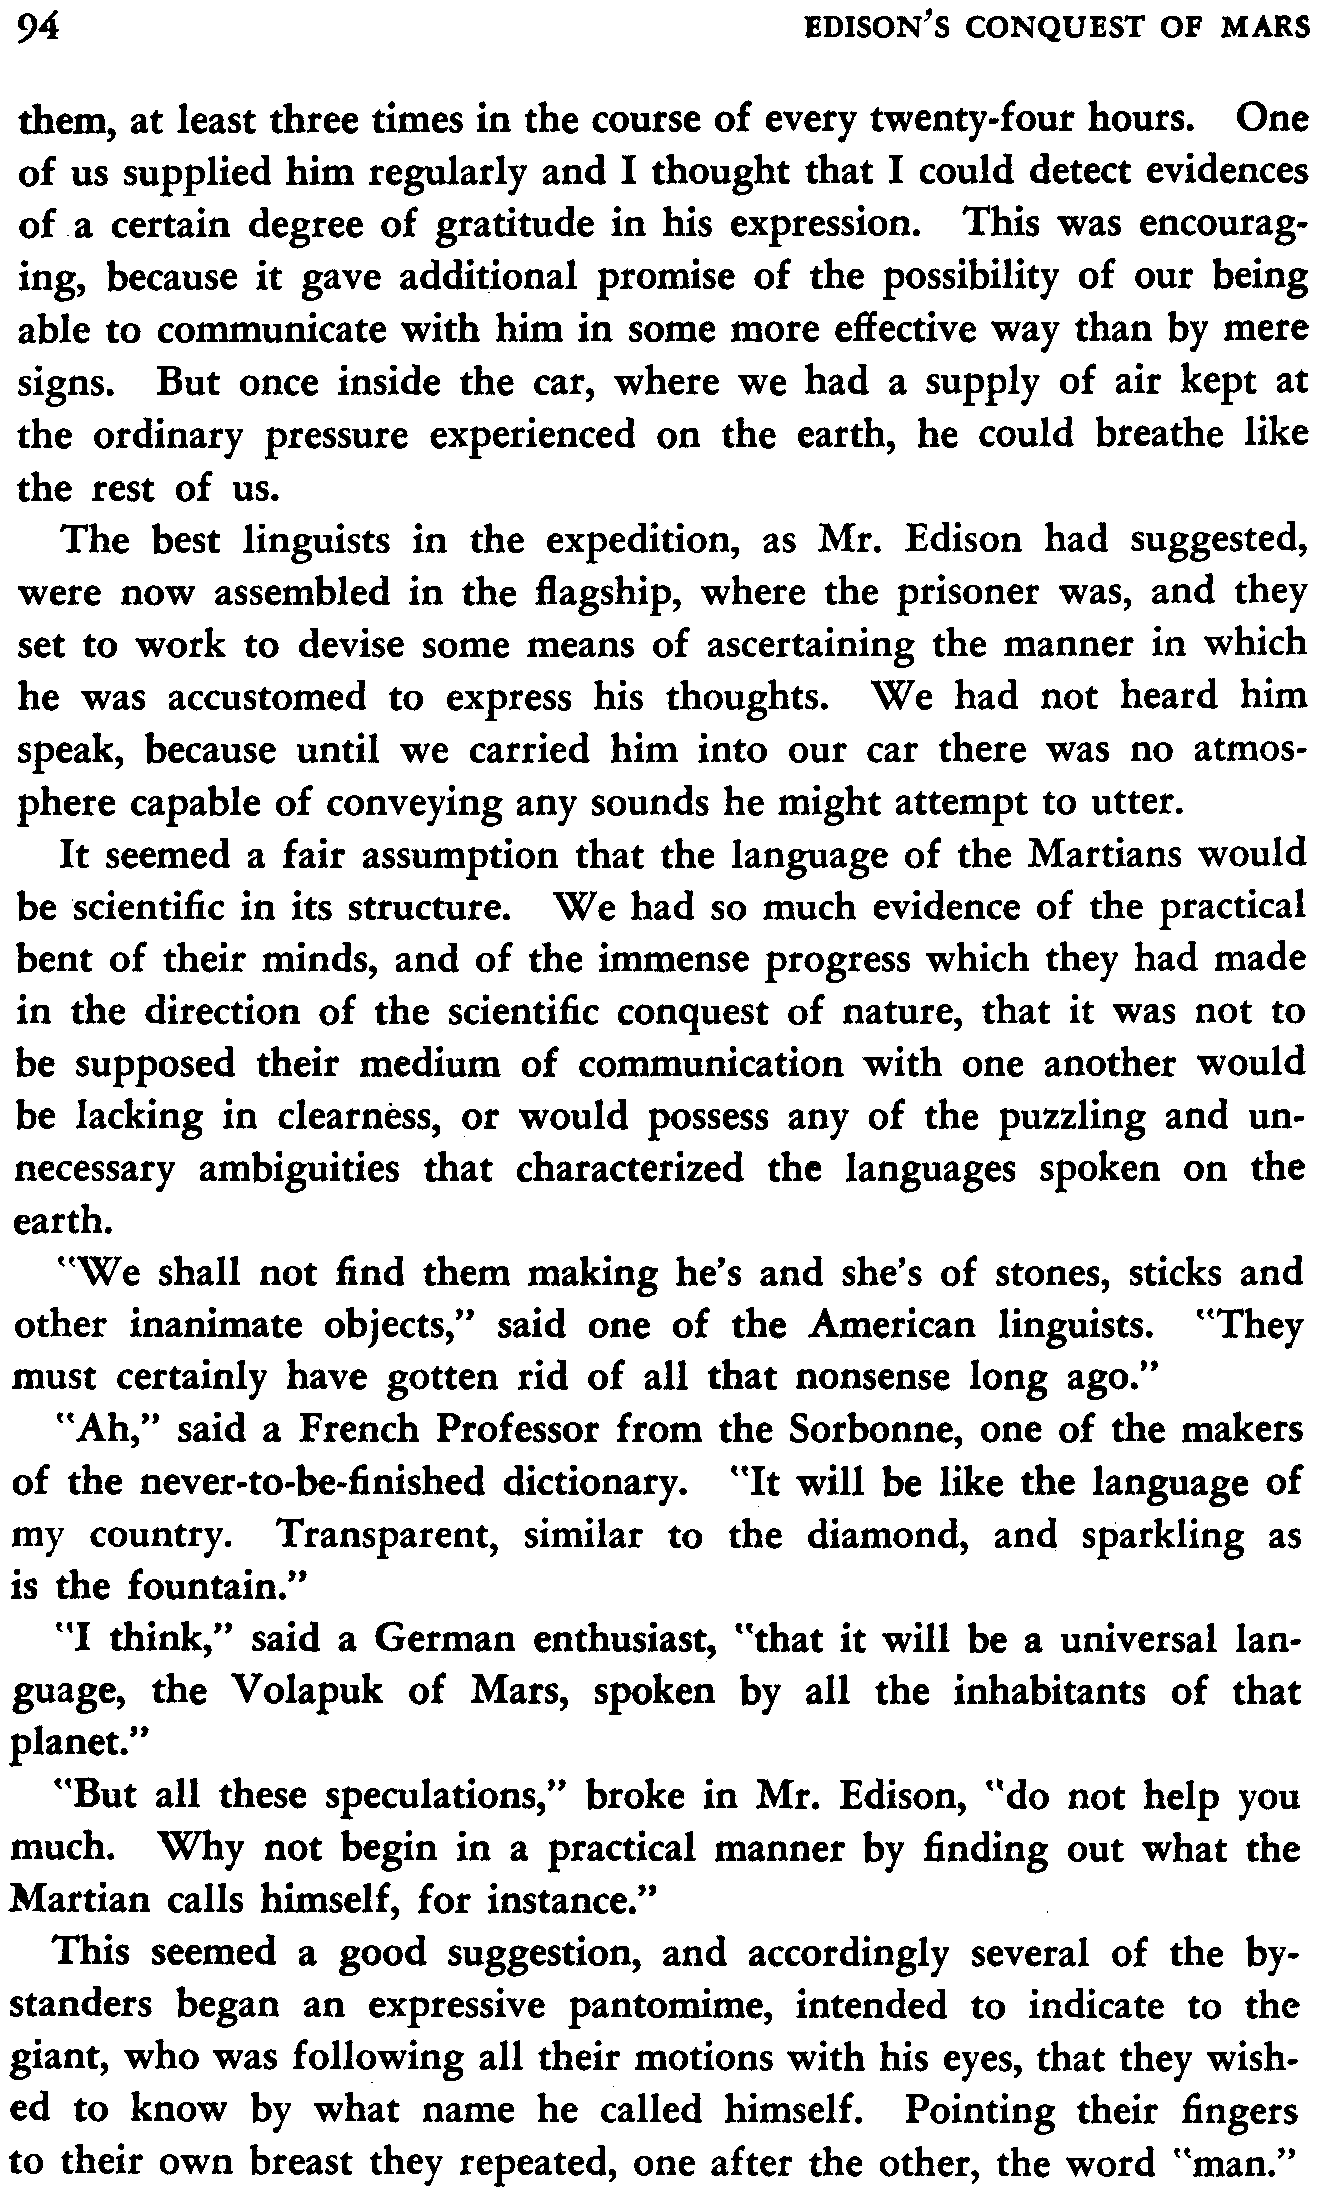 94 EDISON'S CONQUEST OF MARS
them, at least three times in the course of every twenty-four hours. One
of us supplied him regularly and I thought that I could detect evidences
of a certain degree of gratitude in his expression. This was encourag-
ing, because it gave additional promise of the possibility of our being
able to communicate with him in some more effective way than by mere
signs. But once inside the car, where we had a supply of air kept at
the ordinary pressure experienced on the earth, he could breathe like
the rest of us.
The best linguists in the expedition, as Mr. Edison had suggested,
were now assembled in the flagship, where the prisoner was, and they
set to work to devise some means of ascertaining the manner in which
he was accustomed to express his thoughts. We had not heard him
speak, because until we carried him into our car there was no atmos-
phere capable of conveying any sounds he might attempt to utter.
It seemed a fair assumption that the language of the Martians would
be scientific in its structure. We had so much evidence of the practical
bent of their minds, and of the immense progress which they had made
in the direction of the scientific conquest of nature, that it was not to
be supposed their medium of communication with one another would
be lacking in clearness, or would possess any of the puzzling and un-
necessary ambiguities that characterized the languages spoken on the
earth.
"We shall not find them making he's and she's of stones, sticks and
other inanimate objects," said one of the American linguists. "They
must certainly have gotten rid of all that nonsense long ago."
"Ah," said a French Professor from the Sorbonne, one of the makers
of the never-to-be-finished dictionary. "It will be like the language of
my country. Transparent, similar to the diamond, and sparkling as
is the fountain."
"I think," said a German enthusiast, "that it will be a universal lan-
guage, the Volapuk of Mars, spoken by all the inhabitants of that
planet."
"But all these speculations," broke in Mr. Edison, "do not help you
much. Why not begin in a practical manner by finding out what the
Martian calls himself, for instance."
This seemed a good suggestion, and accordingly several of the by-
standers began an expressive pantomime, intended to indicate to the
giant, who was following all their motions with his eyes, that they wish-
ed to know by what name he called himself. Pointing their fingers
to their own breast they repeated, one after the other, the word "man."